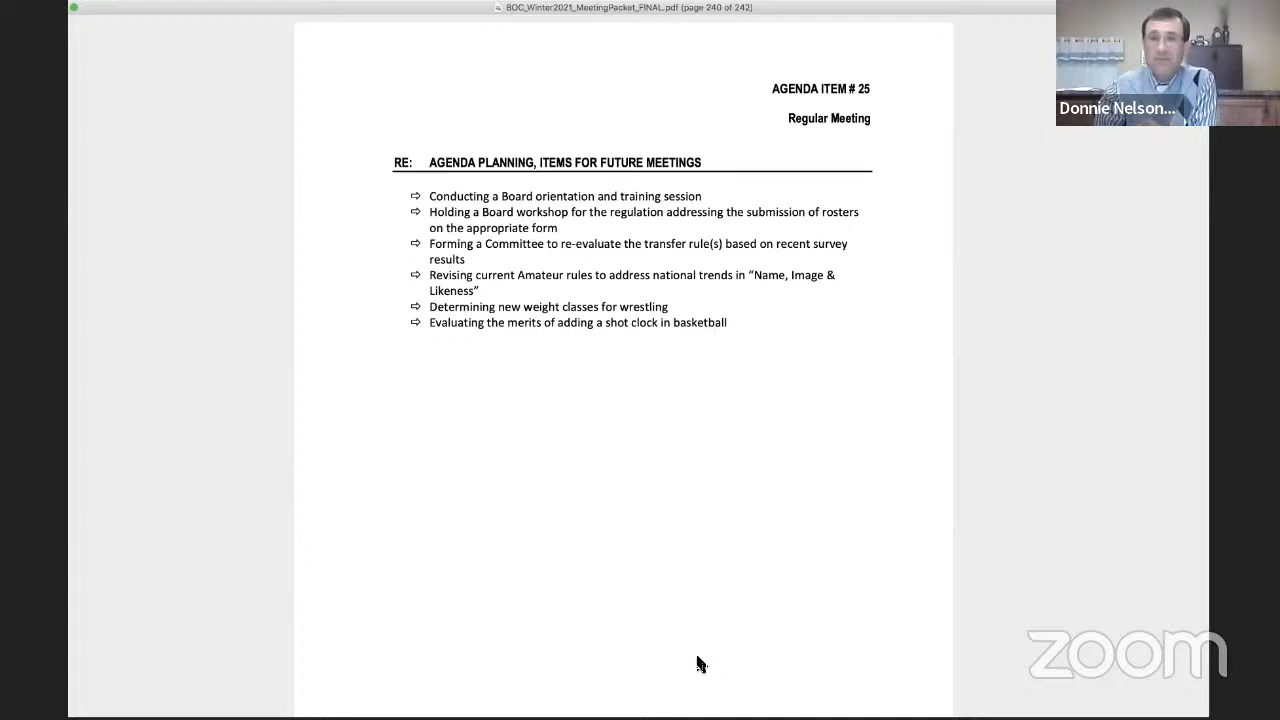 BOC_Winter2021_MeetingPacket_FINAL.pdf (page 240 of 242)
Donnie Nelson...
AGENDA ITEM # 25
Regular Meeting
RE: AGENDA PLANNING, ITEMS FOR FUTURE MEETINGS
⇨ Conducting a Board orientation and training session
⇨ Holding a Board workshop for the regulation addressing the submission of rosters
on the appropriate form
⇨ Forming a Committee to re-evaluate the transfer rule(s) based on recent survey
results
⇨ Revising current Amateur rules to address national trends in “Name, Image &
Likeness”
⇨ Determining new weight classes for wrestling
⇨ Evaluating the merits of adding a shot clock in basketball
zoom